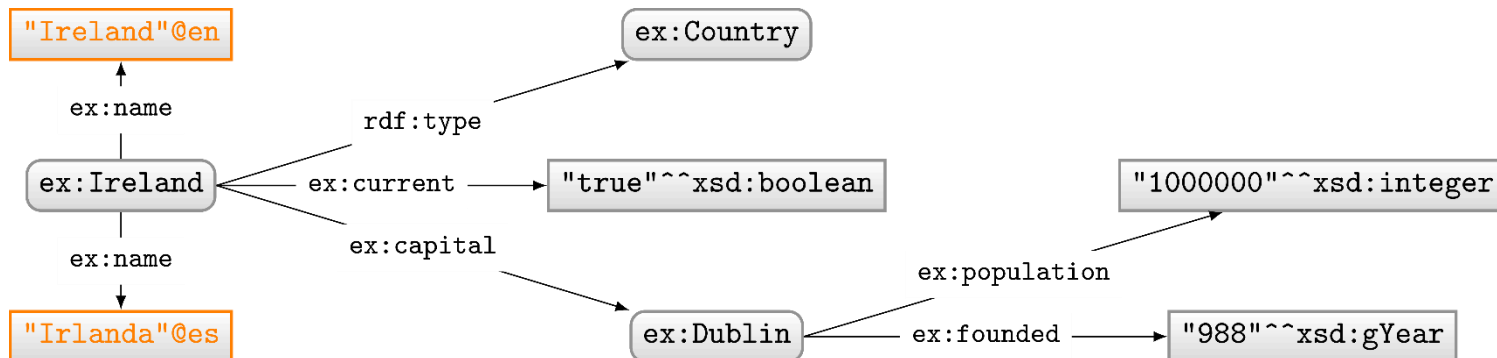 "Ireland"@en
ex:Country
ex:name
rdf:type
ex:Ireland
ex:current
"true"^^xsd:boolean
"1000000"^^xsd:integer
ex:name
ex:capital
ex:population
"Irlanda"@es
ex:Dublin
ex:founded
"988"^^xsd:gYear